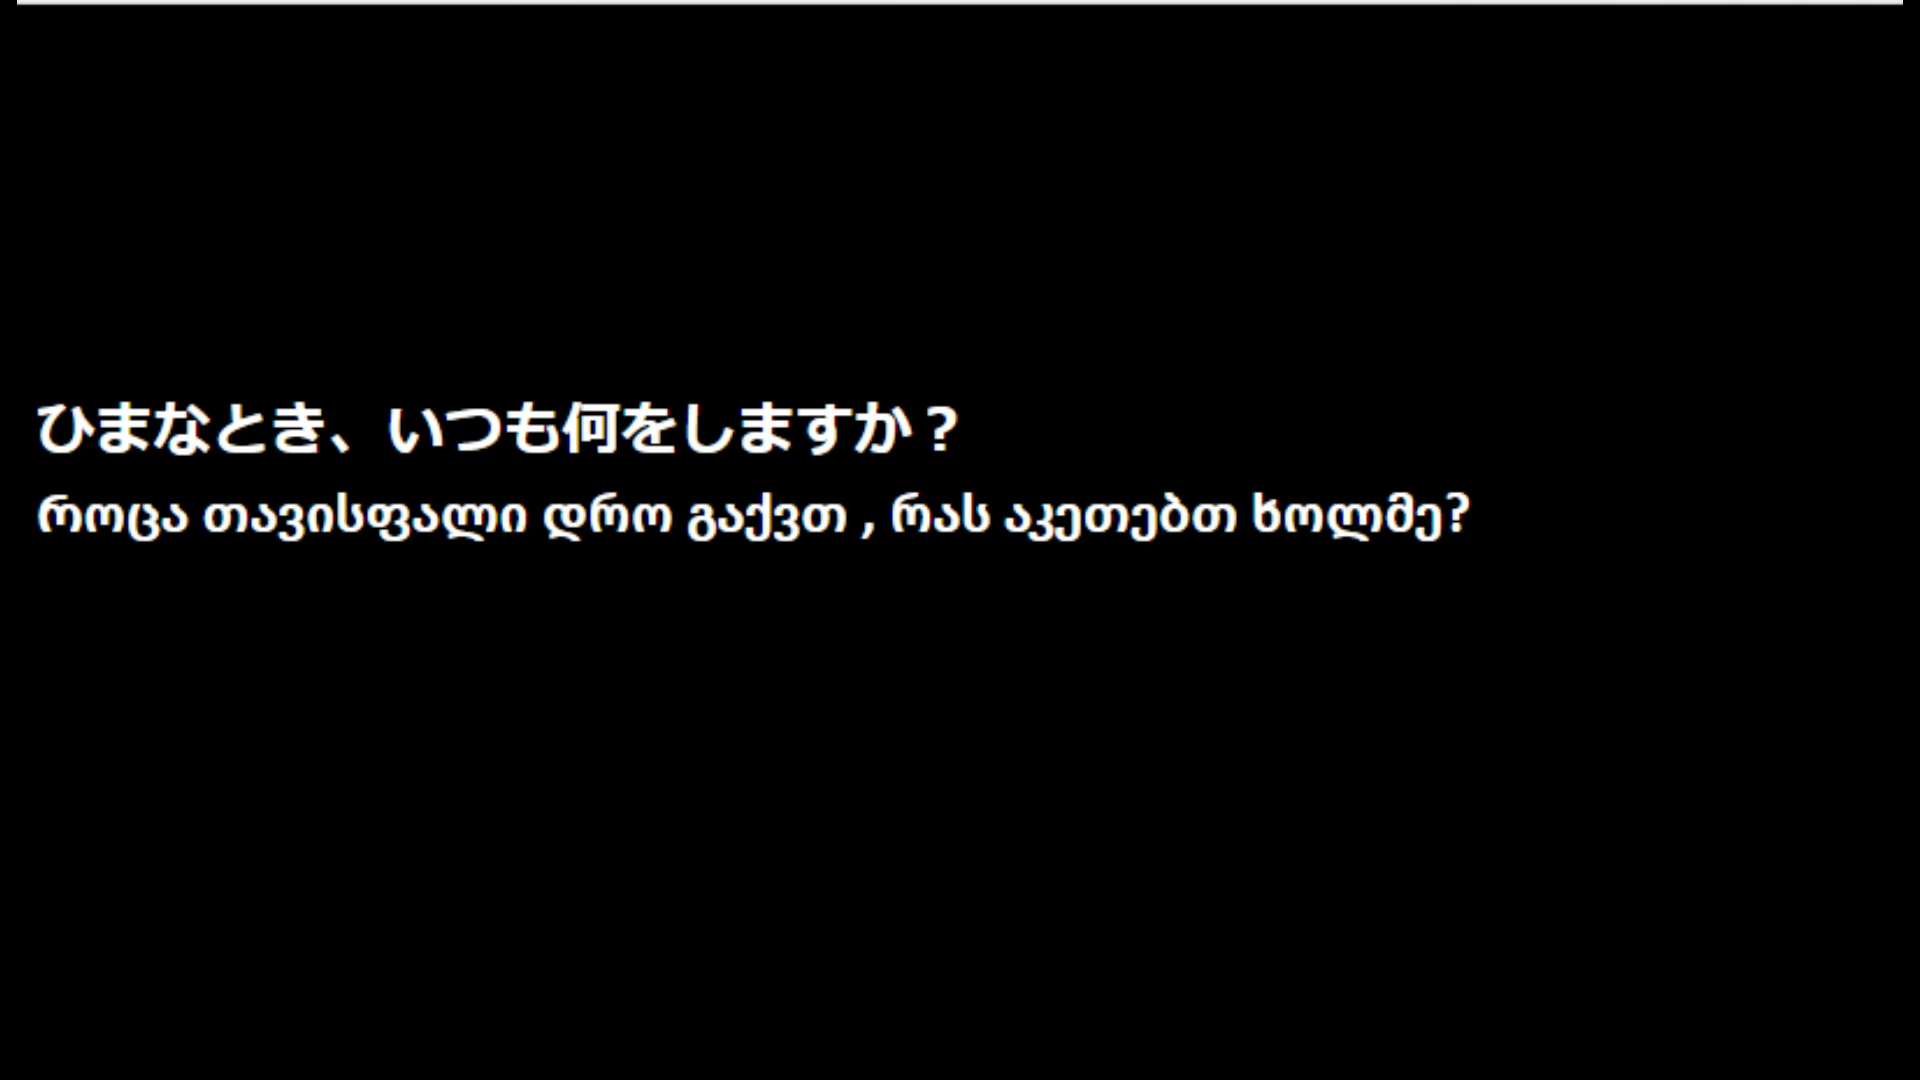 ひまなとき、いつも何をしますか？
როცა თავისფალი დრო გაქვთ , რას აკეთებთ ხოლმე?